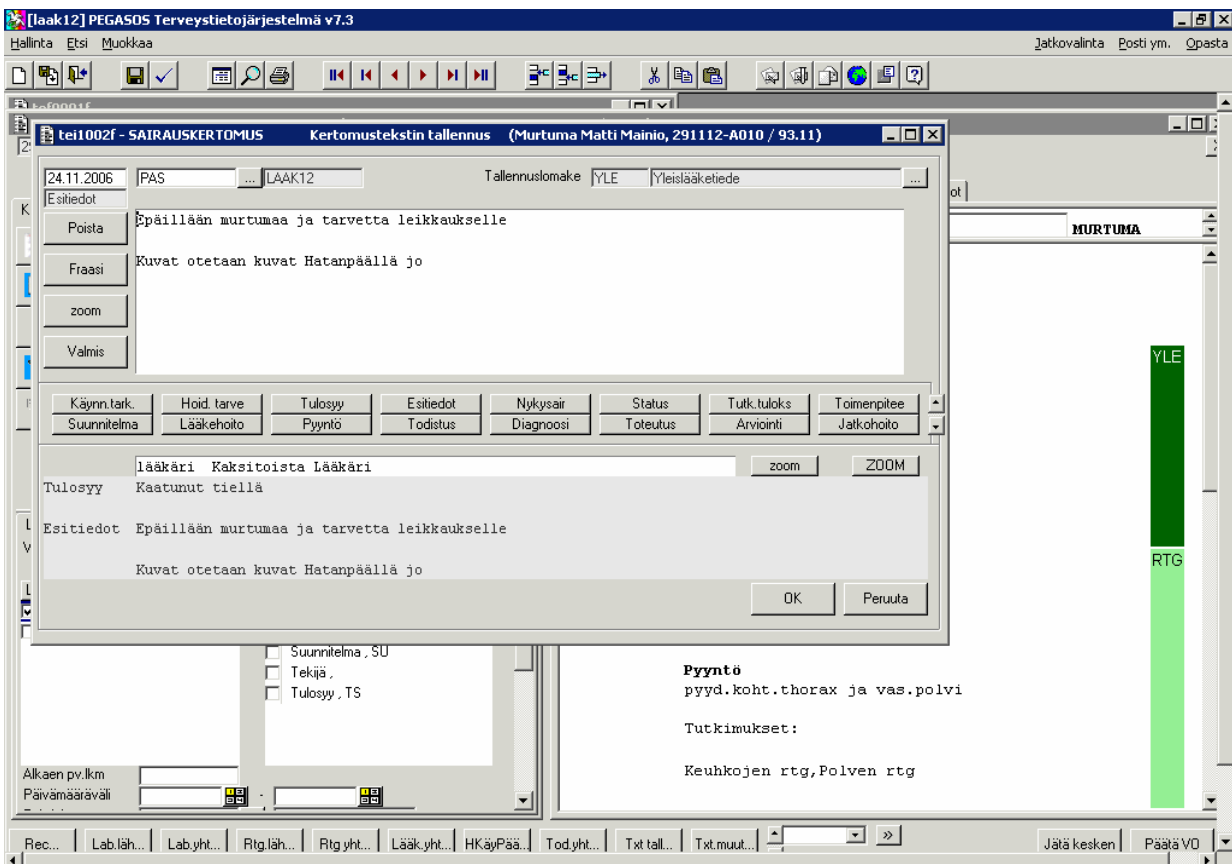 [laak12] PEGASOS Terveystietojärjestelmä v7.3
Hallinta Etsi Muokkaa Jatkovalinta Posti ym. Opasta
tei1002f - SAIRAUSKERTOMUS Kertomustekstin tallennus (Murtuma Matti Mainio, 291112-A010 / 93.11)
24.11.2006 PAS ... LAAK12 Tallennuslomake YLE Yleislääketiede ...
Esitiedot
Poista
Fraasi
zoom
Valmis
Epäillään murtumaa ja tarvetta leikkaukselle
Kuvat otetaan kuvat Hatanpäällä jo
MURTUMA
YLE
Käynn.tark. Hoid. tarve Tulosyy Esitiedot Nykysair Status Tutk.tuloks Toimenpitee
Suunnitelma Lääkehoito Pyyntö Todistus Diagnoosi Toteutus Arviointi Jatkohoito
lääkäri Kaksitoista Lääkäri zoom ZOOM
Tulosyy Kaatunut tiellä
Esitiedot Epäillään murtumaa ja tarvetta leikkaukselle
Kuvat otetaan kuvat Hatanpäällä jo
RTG
OK Peruuta
Suunnitelma , SU
Tekijä ,
Tulosyy , TS
Pyyntö
pyyd.koht.thorax ja vas.polvi
Tutkimukset:
Keuhkojen rtg,Polven rtg
Alkaen pv.lkm
Päivämääräväli -
Rec... Lab.läh... Lab.yht... Rtg.läh... Rtg yht... Lääk.yht... HKäyPää... Tod.yht... Txt tall... Txt.muut... » Jätä kesken Päätä VO